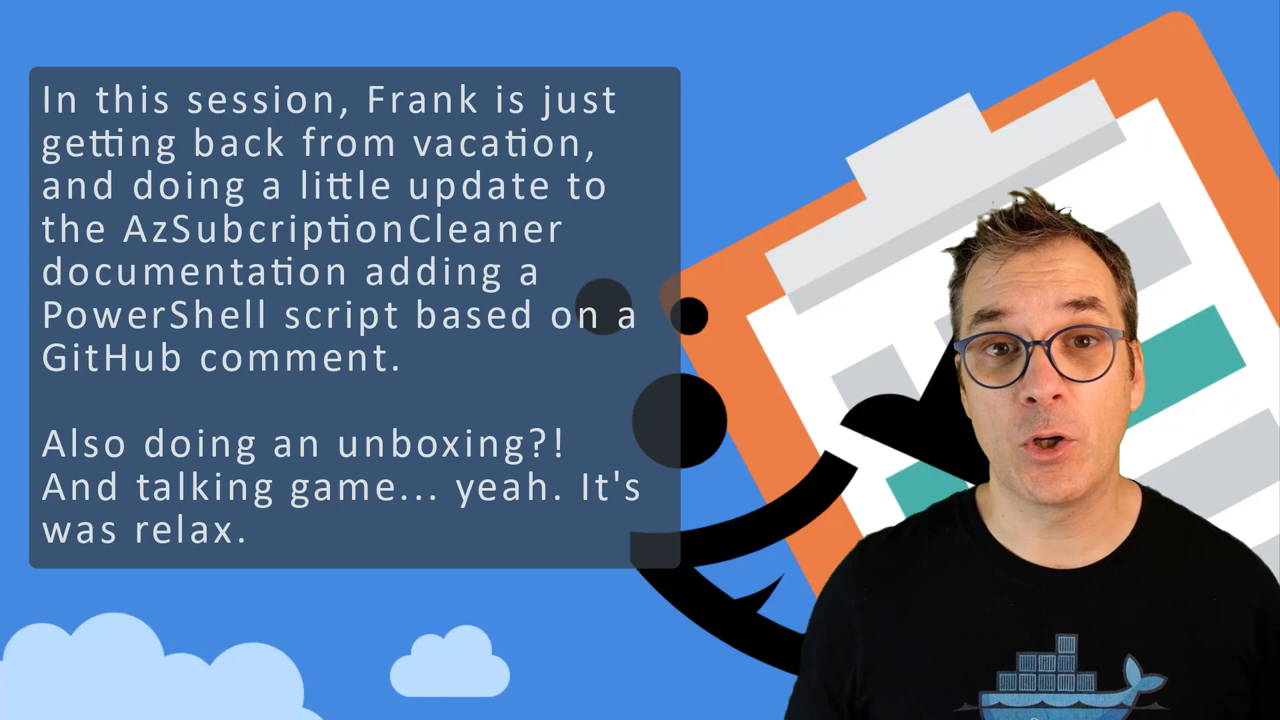 In this session, Frank is just
getting back from vacation,
and doing a little update to
the AzSubcriptionCleaner
documentation adding a
PowerShell script based on a
GitHub comment.
Also doing an unboxing?!
And talking game... yeah. It's
was relax.